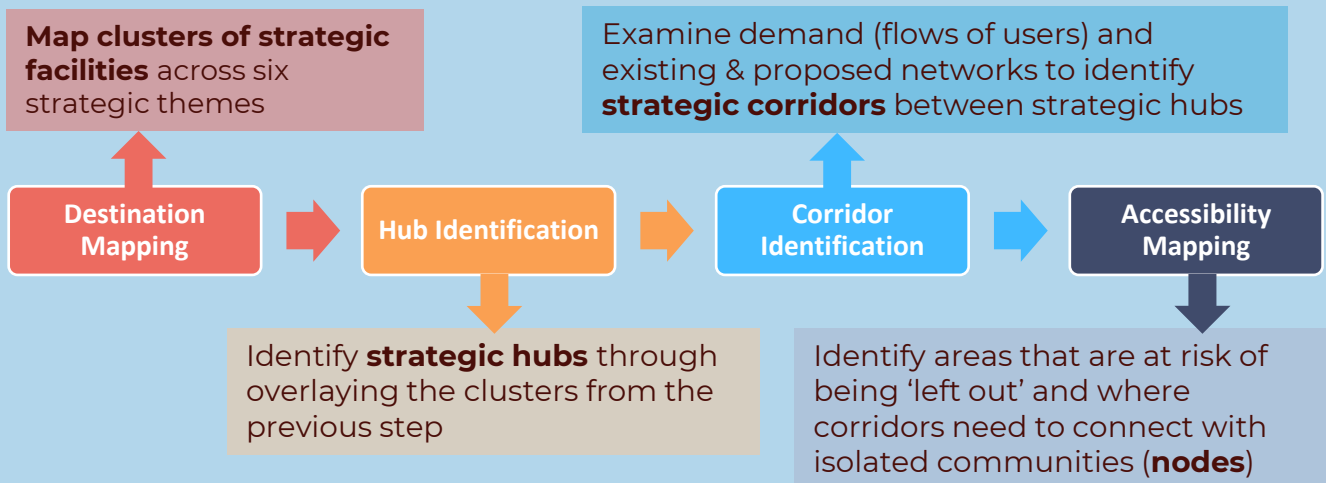 Map clusters of strategic
facilities across six
strategic themes
Examine demand (flows of users) and
existing & proposed networks to identify
strategic corridors between strategic hubs
Destination
Mapping
Hub Identification
Corridor
Identification
Accessibility
Mapping
Identify strategic hubs through
overlaying the clusters from the
previous step
Identify areas that are at risk of
being ‘left out’ and where
corridors need to connect with
isolated communities (nodes)